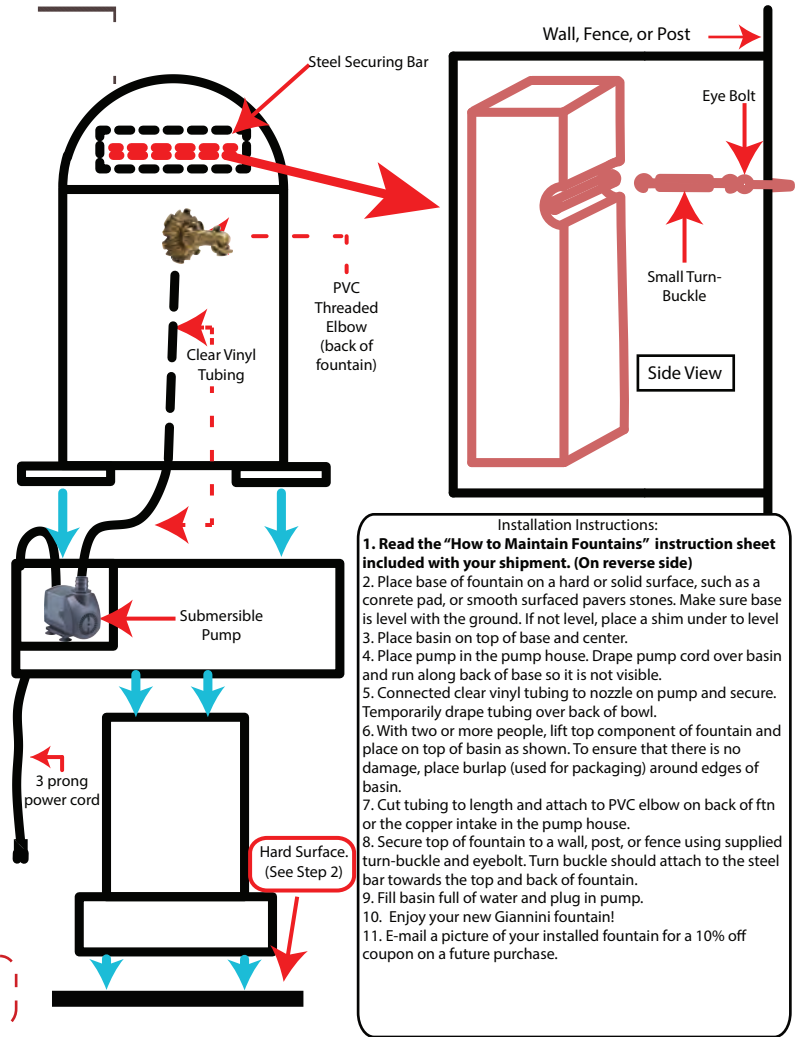 Wall, Fence, or Post
Steel Securing Bar
Eye Bolt
Small Turn-
Buckle
Side View
PVC
Threaded
Elbow
(back of
fountain)
Clear Vinyl
Tubing
Submersible
Pump
3 prong
power cord
Hard Surface.
(See Step 2)
Installation Instructions:
1. Read the “How to Maintain Fountains” instruction sheet
included with your shipment. (On reverse side)
2. Place base of fountain on a hard or solid surface, such as a
conrete pad, or smooth surfaced pavers stones. Make sure base
is level with the ground. If not level, place a shim under to level
3. Place basin on top of base and center.
4. Place pump in the pump house. Drape pump cord over basin
and run along back of base so it is not visible.
5. Connected clear vinyl tubing to nozzle on pump and secure.
Temporarily drape tubing over back of bowl.
6. With two or more people, lift top component of fountain and
place on top of basin as shown. To ensure that there is no
damage, place burlap (used for packaging) around edges of
basin.
7. Cut tubing to length and attach to PVC elbow on back of ftn
or the copper intake in the pump house.
8. Secure top of fountain to a wall, post, or fence using supplied
turn-buckle and eyebolt. Turn buckle should attach to the steel
bar towards the top and back of fountain.
9. Fill basin full of water and plug in pump.
10. Enjoy your new Giannini fountain!
11. E-mail a picture of your installed fountain for a 10% off
coupon on a future purchase.